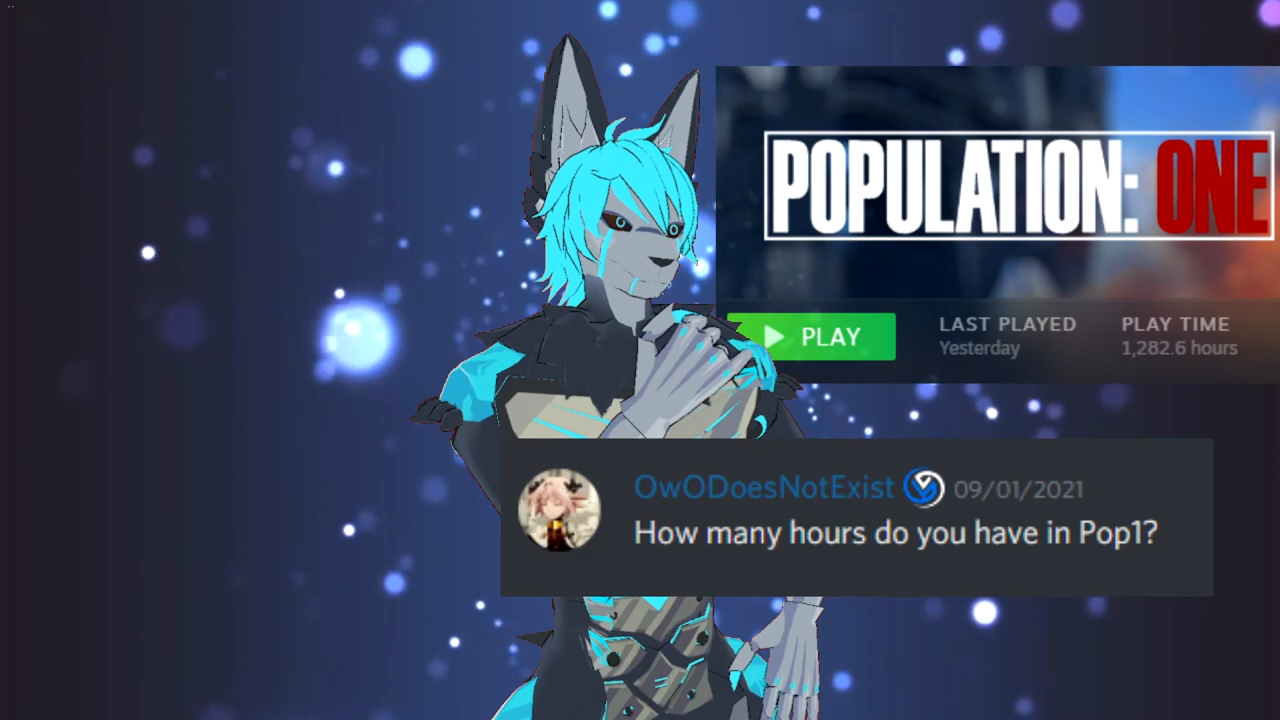 POPULATION: ONE
PLAY
LAST PLAYED
Yesterday
PLAY TIME
1,282.6 hours
OwODoesNotExist 09/01/2021
How many hours do you have in Pop1?